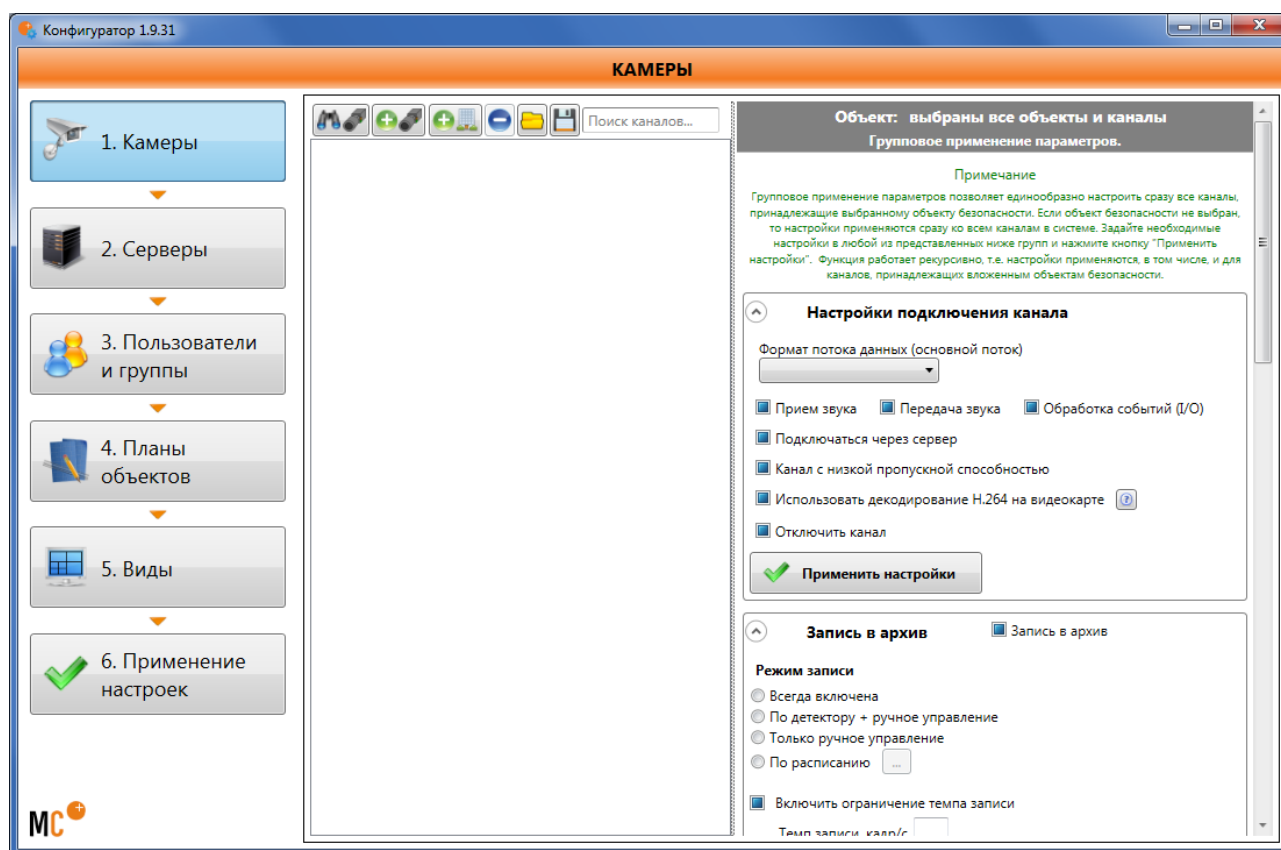 Конфигуратор 1.9.31
КАМЕРЫ
1. Камеры
2. Серверы
3. Пользователи
и группы
4. Планы
объектов
5. Виды
6. Применение
настроек
MC
Поиск каналов...
Объект: выбраны все объекты и каналы
Групповое применение параметров.
Примечание
Групповое применение параметров позволяет единообразно настроить сразу все каналы,
принадлежащие выбранному объекту безопасности. Если объект безопасности не выбран,
то настройки применяются сразу ко всем каналам в системе. Задайте необходимые
настройки в любой из представленных ниже групп и нажмите кнопку "Применить
настройки". Функция работает рекурсивно, т.е. настройки применяются, в том числе, и для
каналов, принадлежащих вложенным объектам безопасности.
Настройки подключения канала
Формат потока данных (основной поток)
Прием звука Передача звука Обработка событий (I/O)
Подключаться через сервер
Канал с низкой пропускной способностью
Использовать декодирование H.264 на видеокарте ?
Отключить канал
Применить настройки
Запись в архив Запись в архив
Режим записи
Всегда включена
По детектору + ручное управление
Только ручное управление
По расписанию ...
Включить ограничение темпа записи
Темп записи, кадр/с